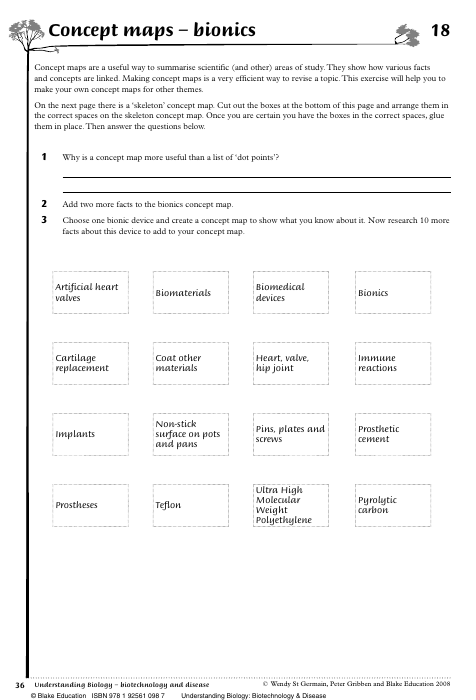 Concept maps – bionics
18
Concept maps are a useful way to summarise scientific (and other) areas of study. They show how various facts
and concepts are linked. Making concept maps is a very efficient way to revise a topic. This exercise will help you to
make your own concept maps for other themes.
On the next page there is a ‘skeleton’ concept map. Cut out the boxes at the bottom of this page and arrange them in
the correct spaces on the skeleton concept map. Once you are certain you have the boxes in the correct spaces, glue
them in place. Then answer the questions below.
1 Why is a concept map more useful than a list of ‘dot points’?
2 Add two more facts to the bionics concept map.
3 Choose one bionic device and create a concept map to show what you know about it. Now research 10 more
facts about this device to add to your concept map.
Artificial heart
valves
Biomaterials
Biomedical
devices
Bionics
Cartilage
replacement
Coat other
materials
Heart, valve,
hip joint
Immune
reactions
Implants
Non-stick
surface on pots
and pans
Pins, plates and
screws
Prosthetic
cement
Prostheses
Teflon
Ultra High
Molecular
Weight
Polyethylene
Pyrolytic
carbon
36 Understanding Biology – biotechnology and disease
© Wendy St Germain, Peter Gribben and Blake Education 2008
© Blake Education ISBN 978 1 92561 098 7 Understanding Biology: Biotechnology & Disease